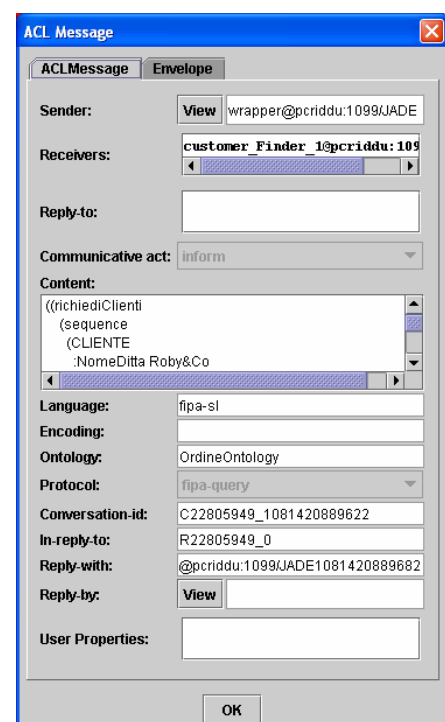 ACL Message
ACLMessage Envelope
Sender: View wrapper@pcriddu:1099/JADE
Receivers: customer_Finder_1@pcriddu:109
Reply-to:
Communicative act: inform
Content:
((richiediClienti
(sequence
(CLIENTE
:NomeDitta Roby&Co
Language: fipa-sl
Encoding:
Ontology: OrdineOntology
Protocol: fipa-query
Conversation-id: C22805949_1081420889622
In-reply-to: R22805949_0
Reply-with: @pcriddu:1099/JADE1081420889682
Reply-by: View
User Properties:
OK